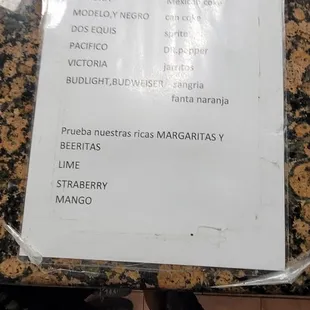 Mexican coke
MODELO,Y NEGRO can coke
DOS EQUIS sprite
PACIFICO DR.pepper
VICTORIA jarritos
BUDLIGHT,BUDWEISER sangria
fanta naranja
Prueba nuestras ricas MARGARITAS Y
BEERITAS
LIME
STRABERRY
MANGO